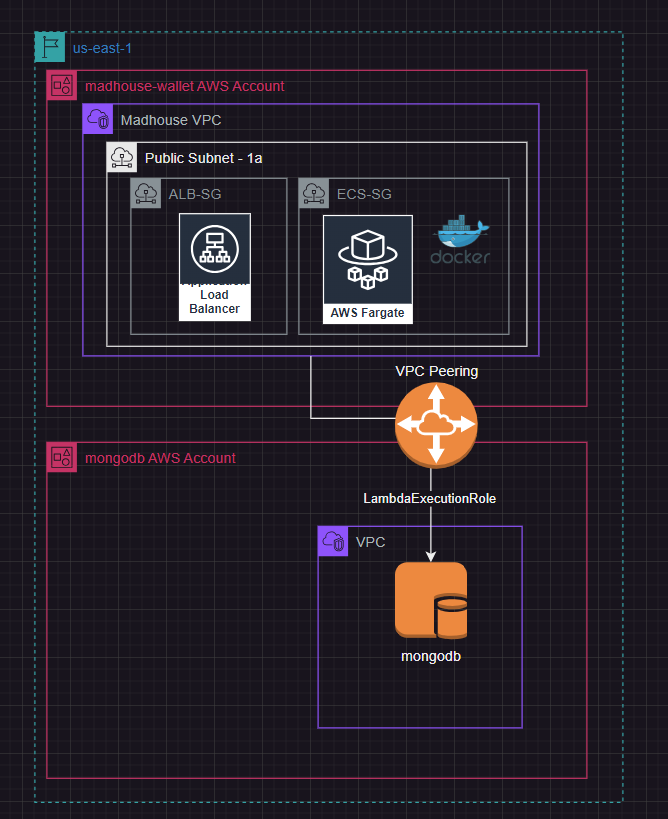 us-east-1
madhouse-wallet AWS Account
Madhouse VPC
Public Subnet - 1a
ALB-SG
ECS-SG
docker
Load
Balancer
AWS Fargate
VPC Peering
mongodb AWS Account
LambdaExecutionRole
VPC
mongodb